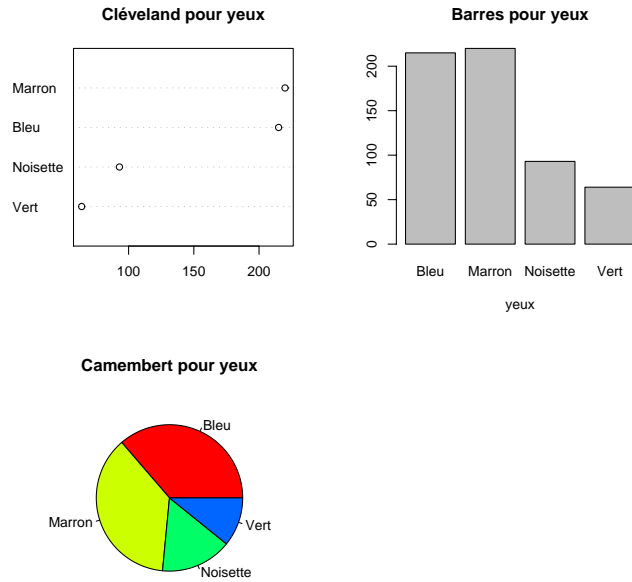 Cléveland pour yeux
Marron
Bleu
Noisette
Vert
100 150 200
Barres pour yeux
200
150
100
50
0
Bleu Marron Noisette Vert
yeux
Camembert pour yeux
Bleu
Marron
Vert
Noisette